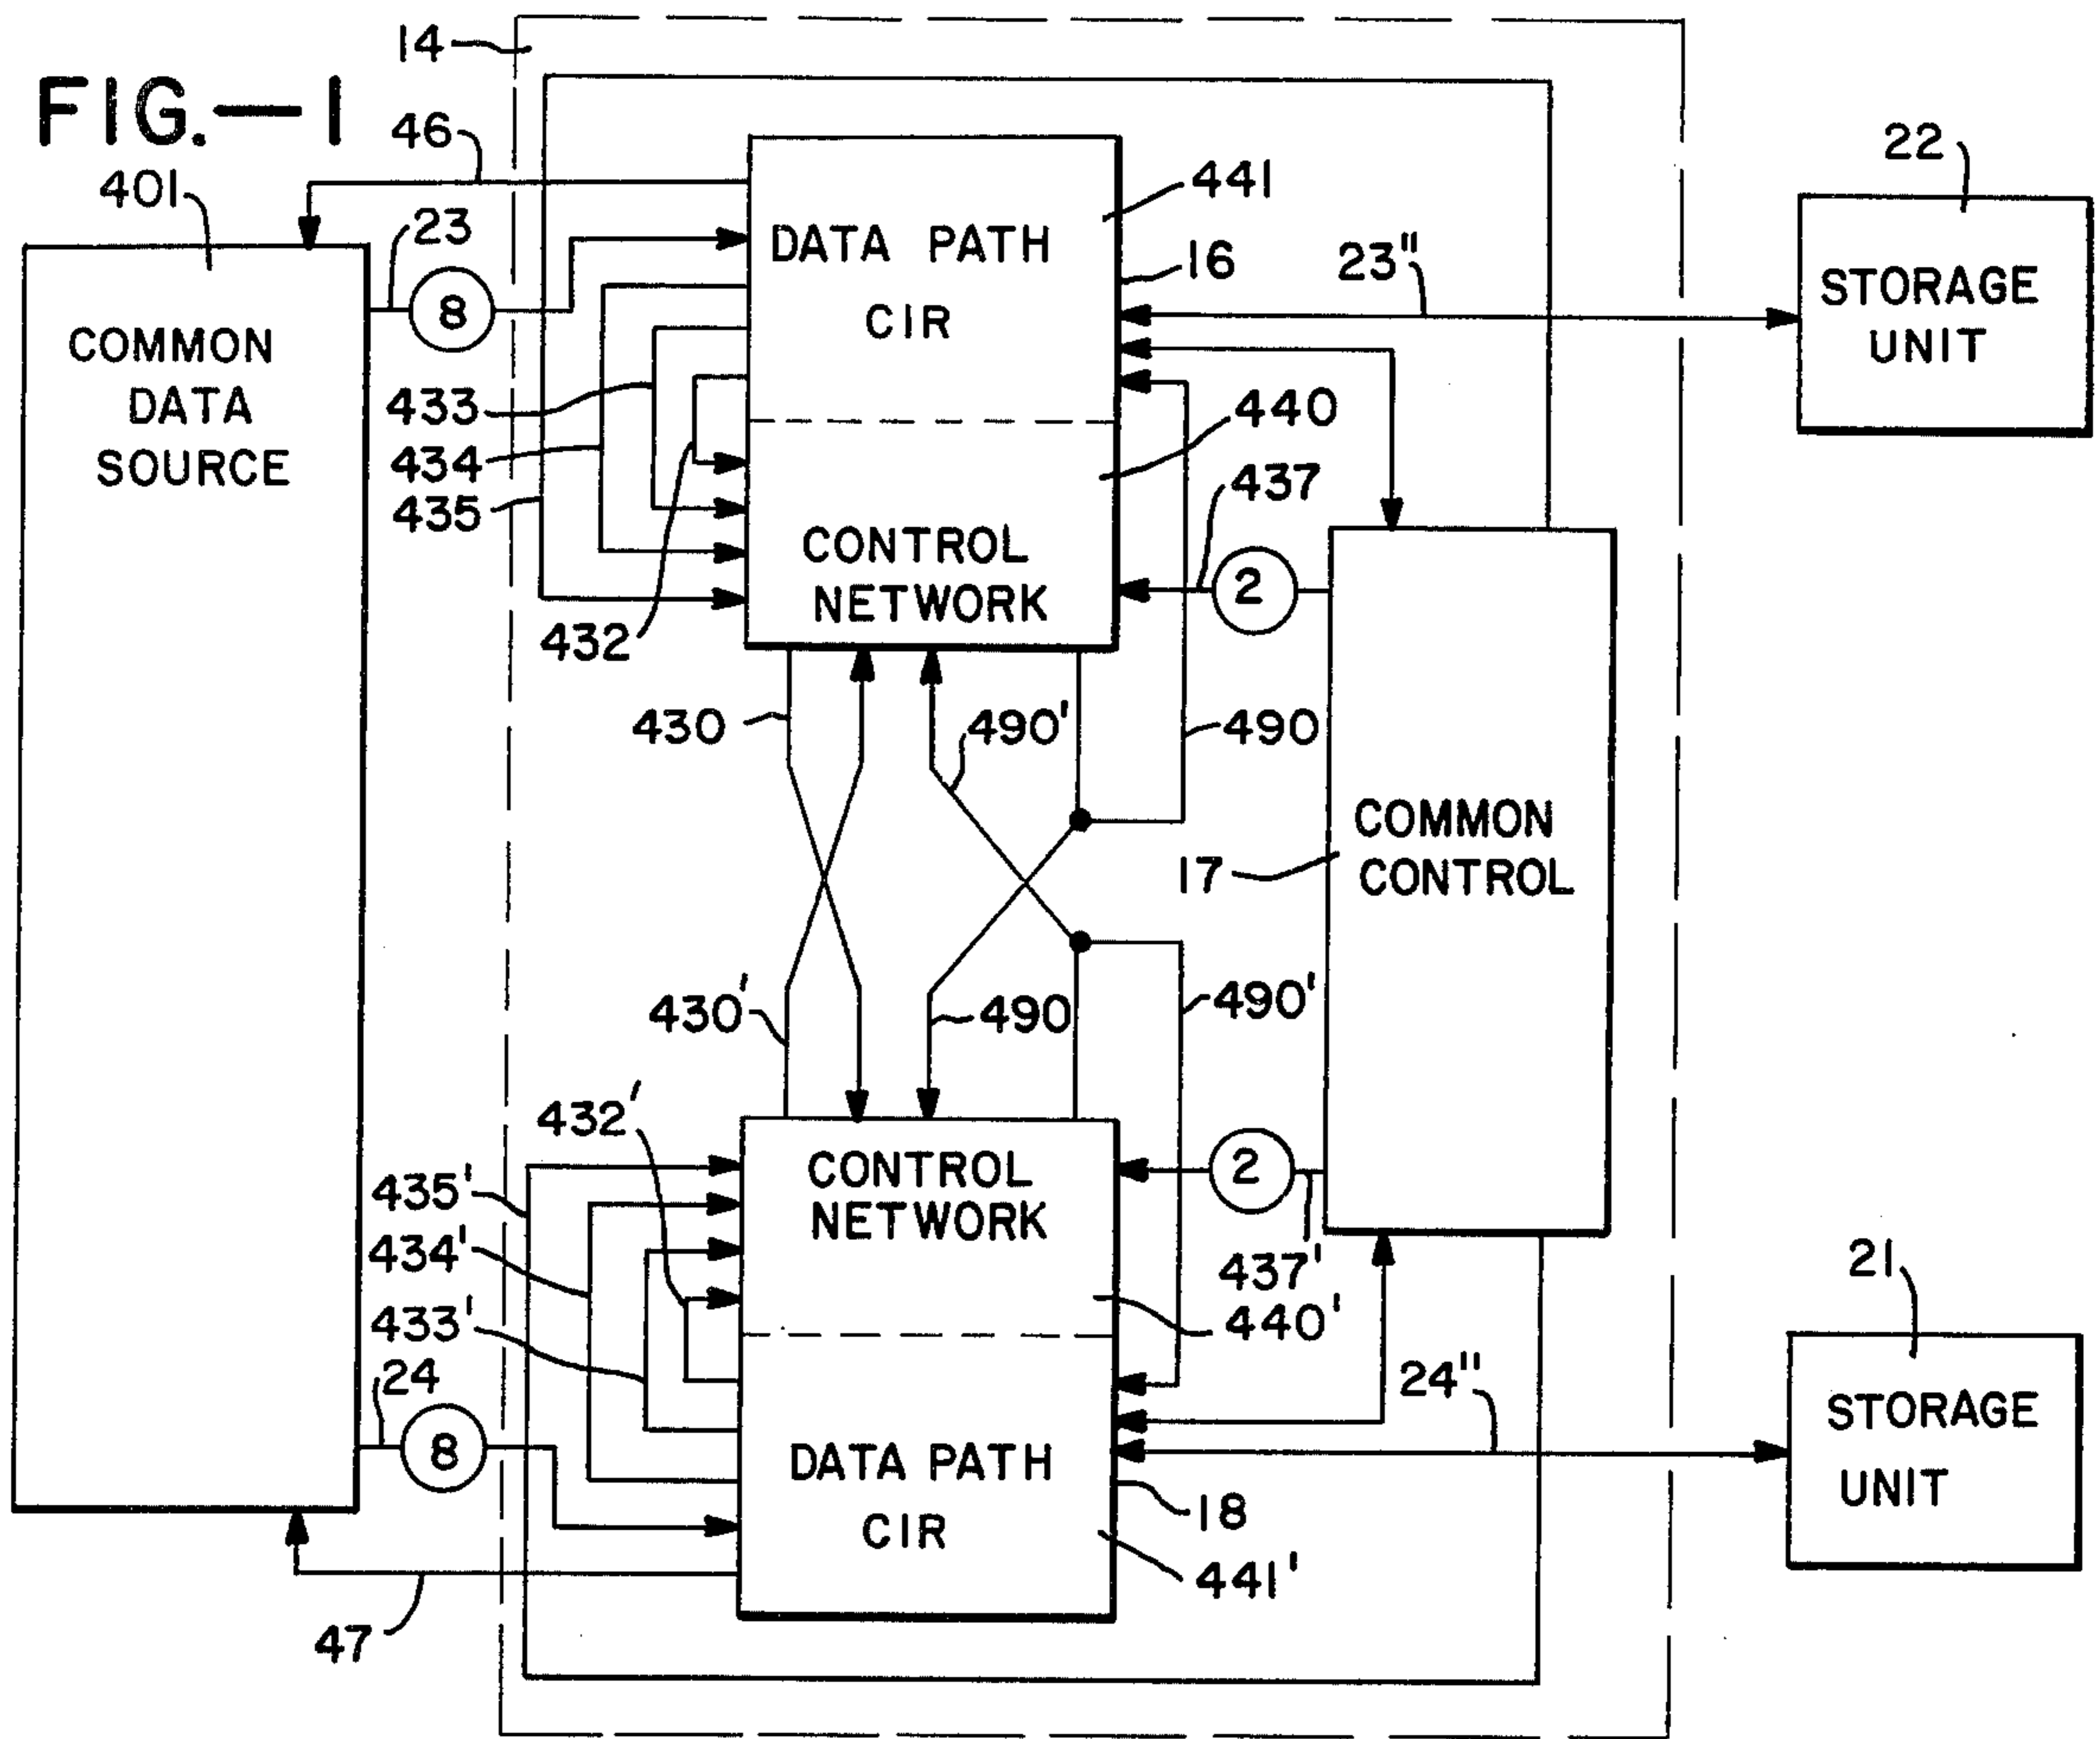 14
FIG.—1
46
401
23
8
COMMON
DATA
SOURCE
433
434
435
432
DATA PATH
CIR
441
16
23"
22
STORAGE
UNIT
440
437
2
CONTROL
NETWORK
430
490'
490
COMMON
CONTROL
17
430'
490
490'
432'
435'
434'
433'
24
8
CONTROL
NETWORK
2
437'
440'
24"
21
STORAGE
UNIT
DATA PATH
CIR
18
441'
47